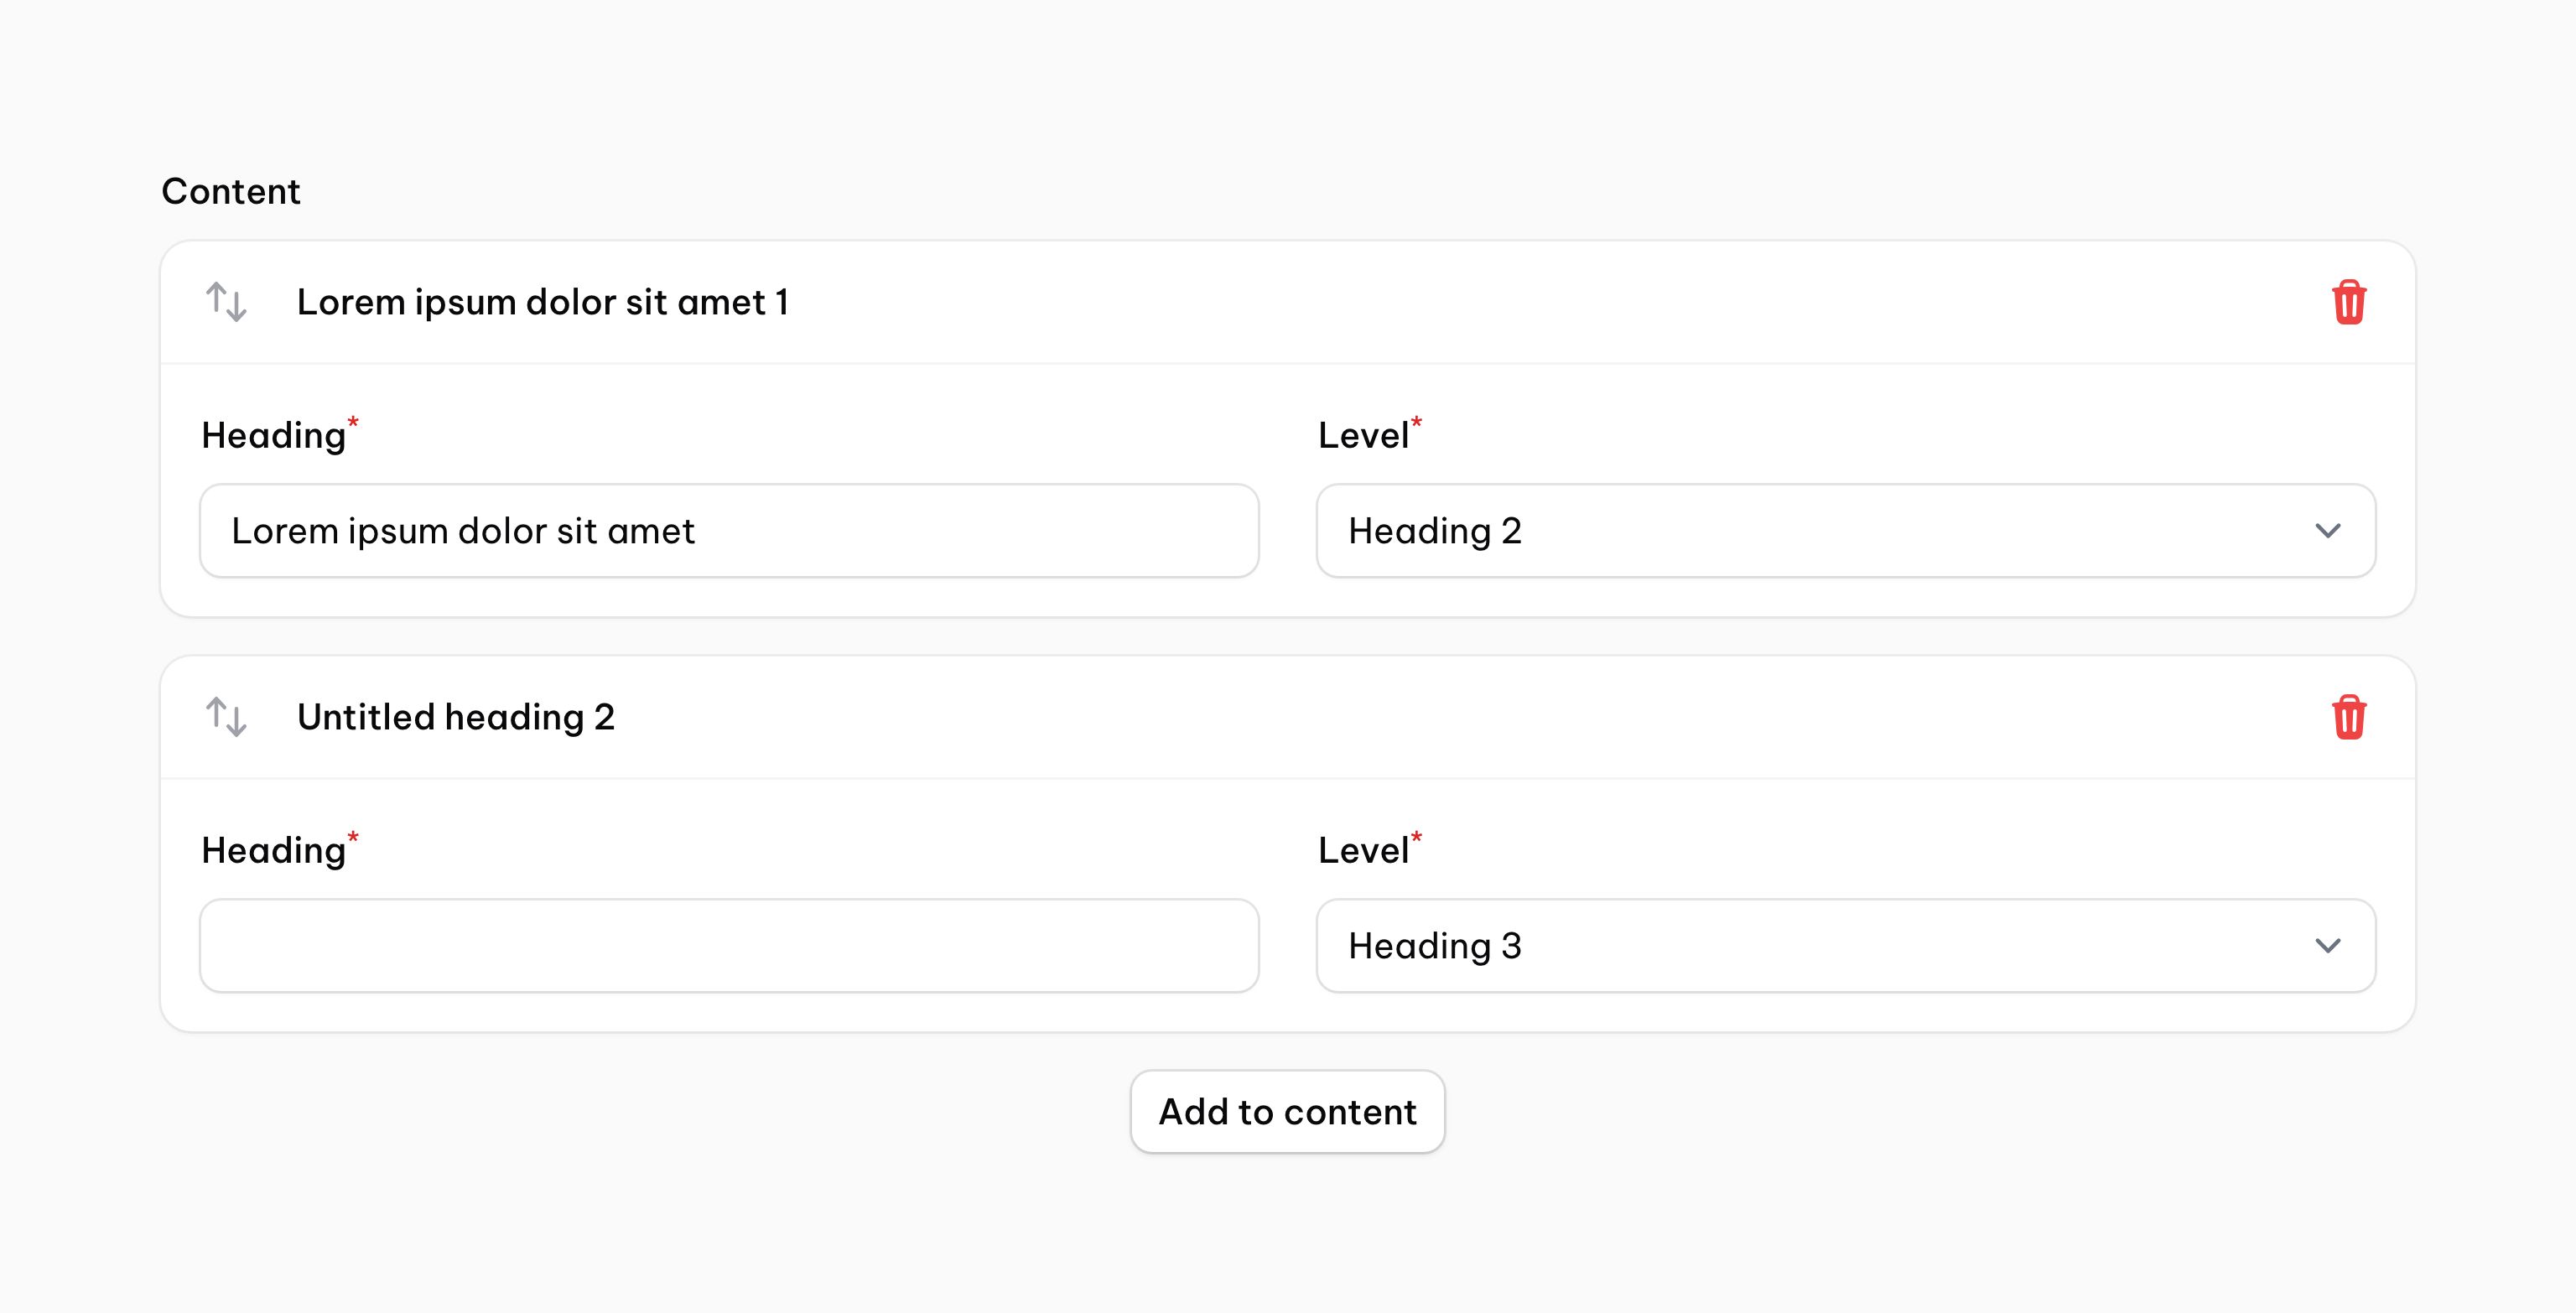 Content
Lorem ipsum dolor sit amet 1
Heading* Level*
Lorem ipsum dolor sit amet Heading 2
Untitled heading 2
Heading* Level*
Heading 3
Add to content